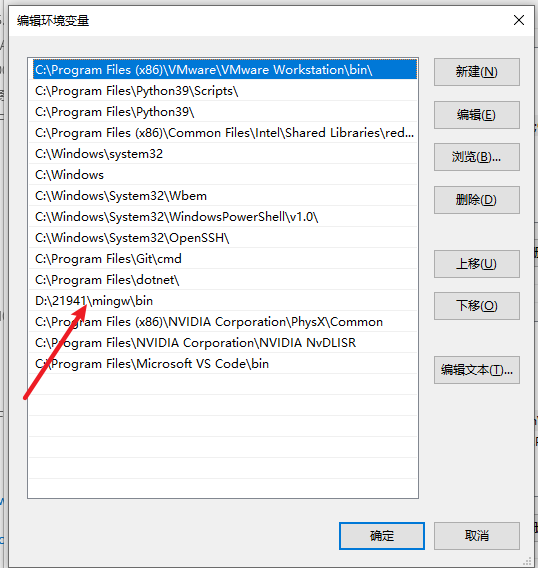 编辑环境变量
C:\Program Files (x86)\VMware\VMware Workstation\bin\
C:\Program Files\Python39\Scripts\
C:\Program Files\Python39\
C:\Program Files (x86)\Common Files\Intel\Shared Libraries\red...
C:\Windows\system32
C:\Windows
C:\Windows\System32\Wbem
C:\Windows\System32\WindowsPowerShell\v1.0\
C:\Windows\System32\OpenSSH\
C:\Program Files\Git\cmd
C:\Program Files\dotnet\
D:\21941\mingw\bin
C:\Program Files (x86)\NVIDIA Corporation\PhysX\Common
C:\Program Files\NVIDIA Corporation\NVIDIA NvDLISR
C:\Program Files\Microsoft VS Code\bin
新建(N)
编辑(E)
浏览(B)...
删除(D)
上移(U)
下移(O)
编辑文本(T)...
确定
取消